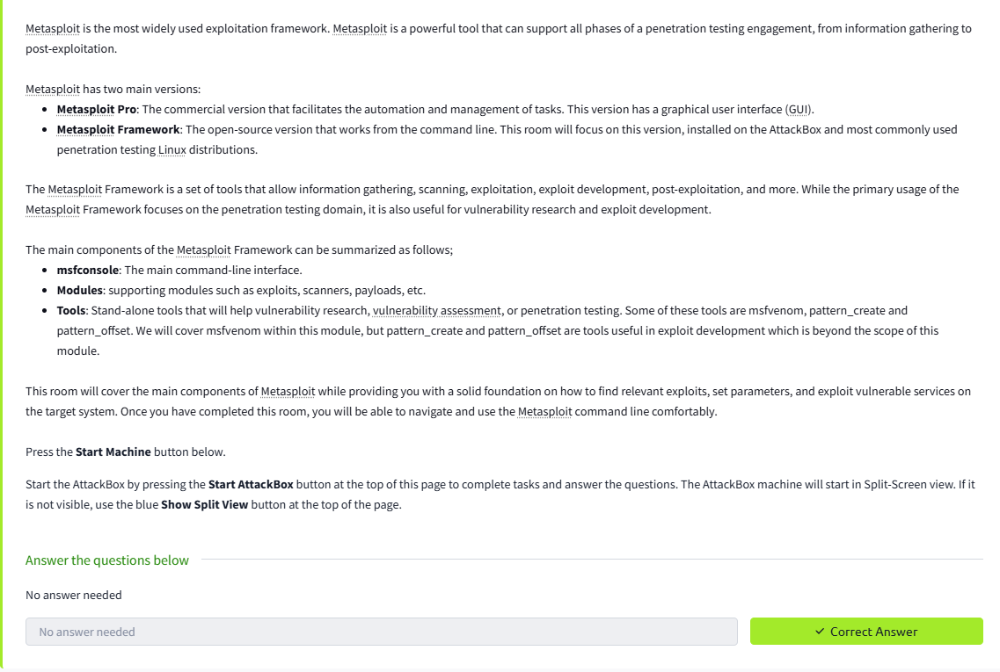 Metasploit is the most widely used exploitation framework. Metasploit is a powerful tool that can support all phases of a penetration testing engagement, from information gathering to
post-exploitation.
Metasploit has two main versions:
• Metasploit Pro: The commercial version that facilitates the automation and management of tasks. This version has a graphical user interface (GUI).
• Metasploit Framework: The open-source version that works from the command line. This room will focus on this version, installed on the AttackBox and most commonly used
penetration testing Linux distributions.
The Metasploit Framework is a set of tools that allow information gathering, scanning, exploitation, exploit development, post-exploitation, and more. While the primary usage of the
Metasploit Framework focuses on the penetration testing domain, it is also useful for vulnerability research and exploit development.
The main components of the Metasploit Framework can be summarized as follows;
• msfconsole: The main command-line interface.
• Modules: supporting modules such as exploits, scanners, payloads, etc.
• Tools: Stand-alone tools that will help vulnerability research, vulnerability assessment, or penetration testing. Some of these tools are msfvenom, pattern_create and
pattern_offset. We will cover msfvenom within this module, but pattern_create and pattern_offset are tools useful in exploit development which is beyond the scope of this
module.
This room will cover the main components of Metasploit while providing you with a solid foundation on how to find relevant exploits, set parameters, and exploit vulnerable services on
the target system. Once you have completed this room, you will be able to navigate and use the Metasploit command line comfortably.
Press the Start Machine button below.
Start the AttackBox by pressing the Start AttackBox button at the top of this page to complete tasks and answer the questions. The AttackBox machine will start in Split-Screen view. If it
is not visible, use the blue Show Split View button at the top of the page.
Answer the questions below
No answer needed
No answer needed
✓ Correct Answer